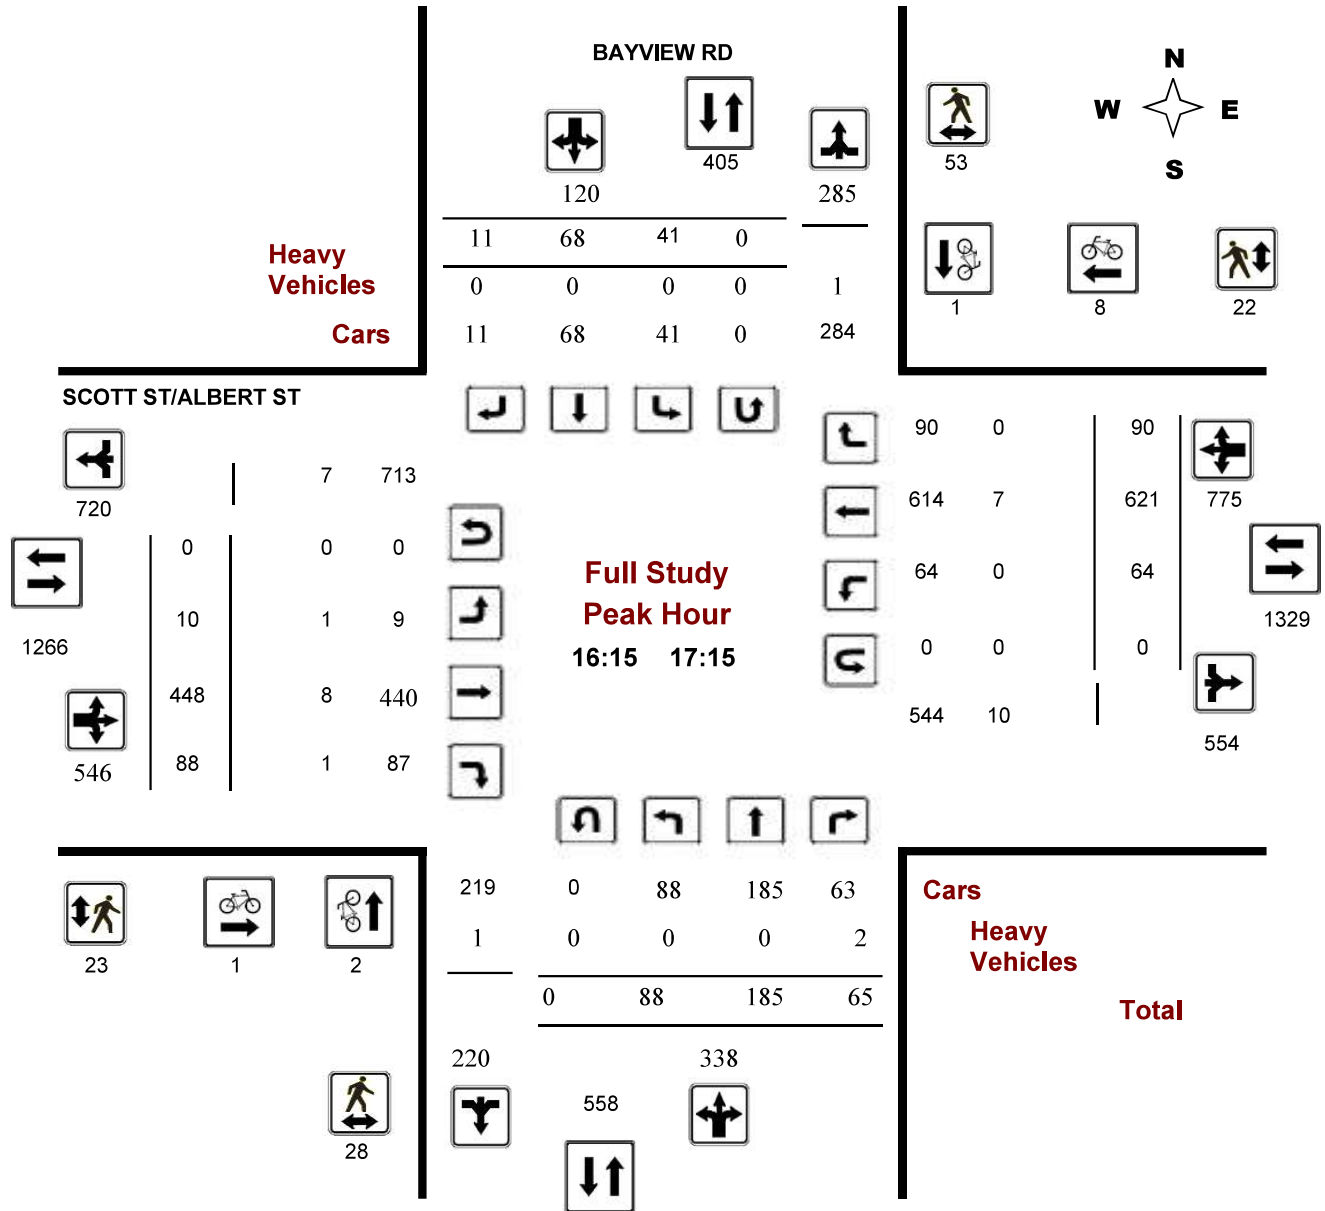 BAYVIEW RD
N
W E
S
405
53
120
285
11 68 41 0
Heavy
Vehicles
0 0 0 0 1
1 8 22
Cars
11 68 41 0 284
SCOTT ST/ALBERT ST
90 0 90
7 713
720
614 7 621 775
0 0 0
Full Study
Peak Hour
64 0 64
10 1 9
1266
1329
16:15 17:15
0 0 0
448 8 440
544 10
554
546
88 1 87
219 0 88 185 63
Cars
1 0 0 0 2
Heavy
Vehicles
23 1 2
0 88 185 65
Total
220 338
558
28